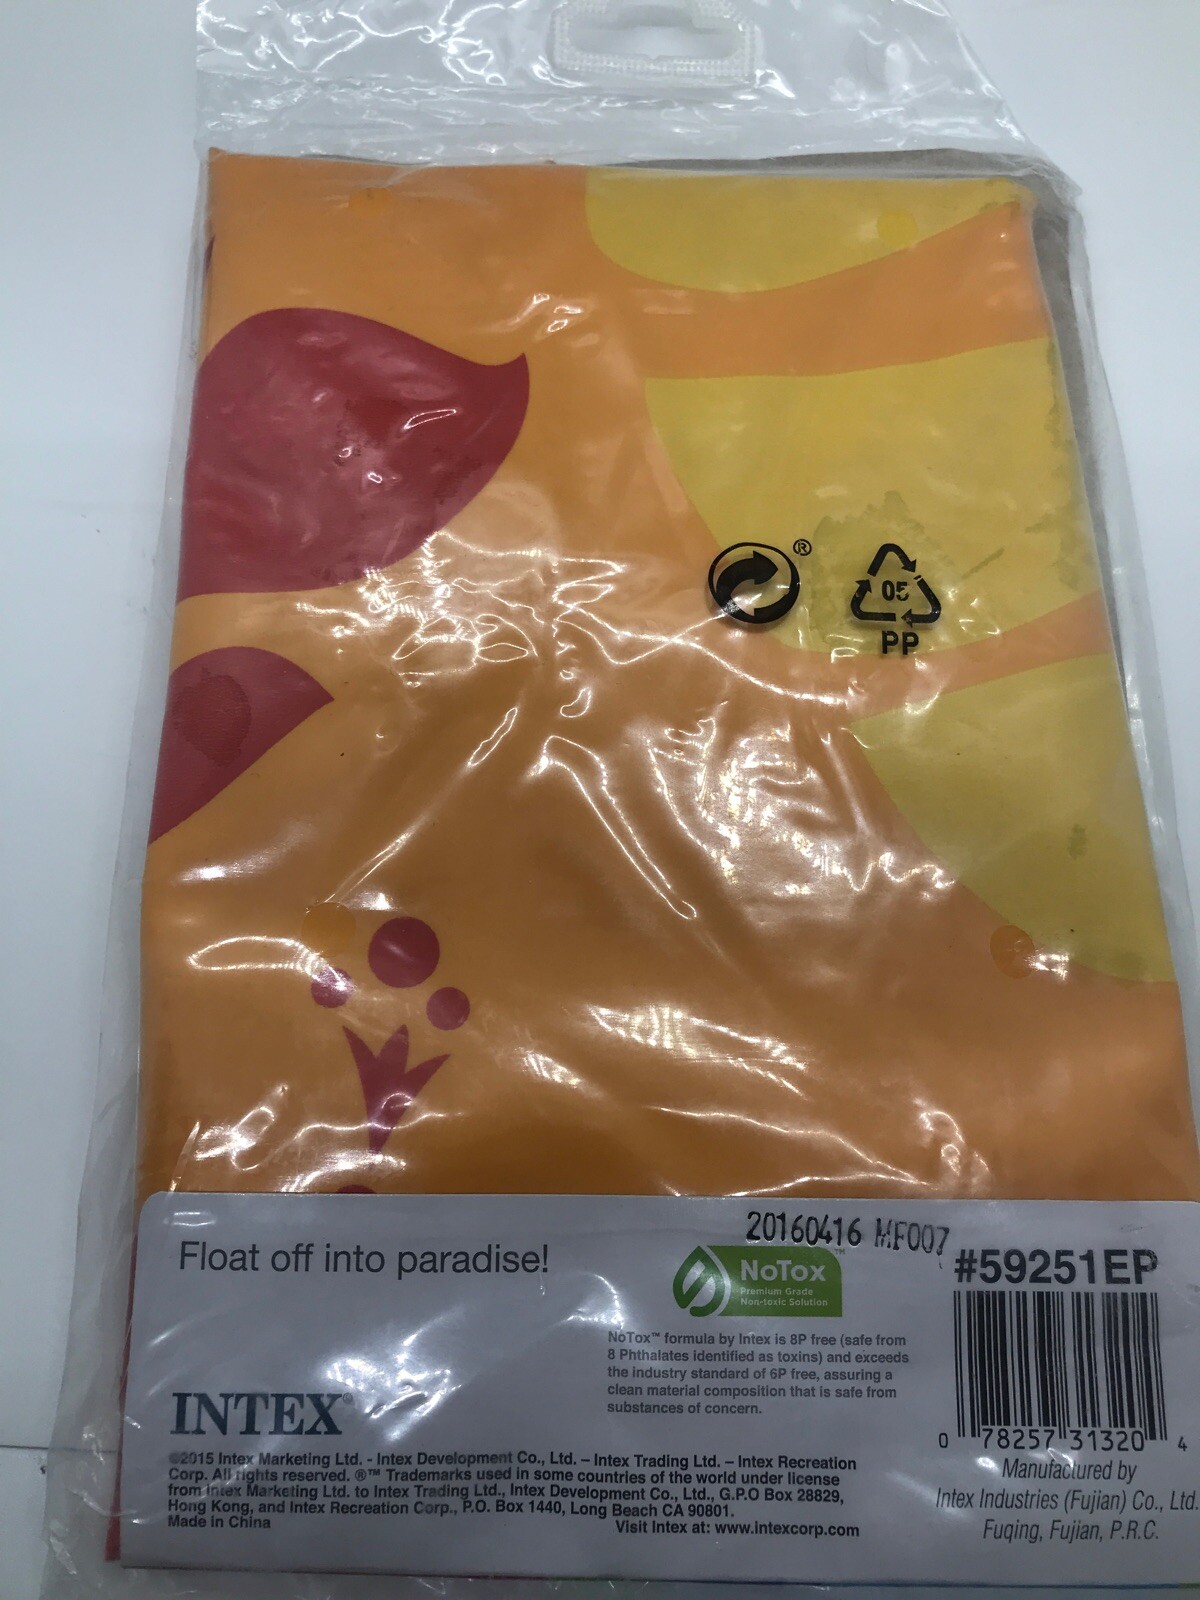 ®
05
PP
20160416 MF007
Float off into paradise!
NoTox™
Premium Grade
Non-toxic Solution
#59251EP
NoTox™ formula by Intex is 8P free (safe from
8 Phthalates identified as toxins) and exceeds
the industry standard of 6P free, assuring a
clean material composition that is safe from
substances of concern.
INTEX®
0 78257 31320 4
©2015 Intex Marketing Ltd. - Intex Development Co., Ltd. – Intex Trading Ltd. – Intex Recreation
Corp. All rights reserved. ®™ Trademarks used in some countries of the world under license
from Intex Marketing Ltd. to Intex Trading Ltd., Intex Development Co., Ltd., G.P.O Box 28829,
Hong Kong, and Intex Recreation Corp., P.O. Box 1440, Long Beach CA 90801.
Made in China
Visit Intex at: www.intexcorp.com
Manufactured by
Intex Industries (Fujian) Co., Ltd.
Fuqing, Fujian, P.R.C.